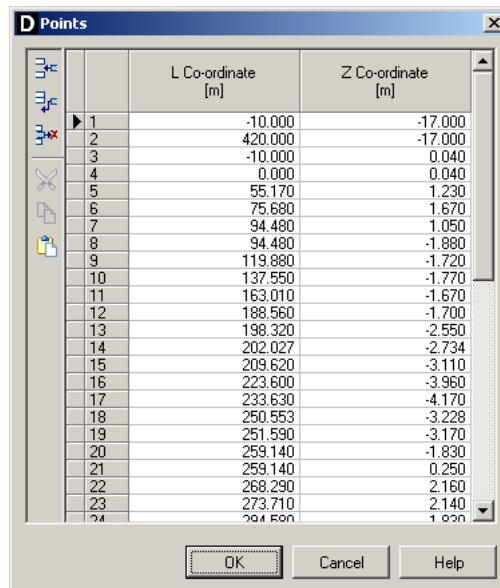 D Points
L Co-ordinate [m] Z Co-ordinate [m]
1 -10.000 -17.000
2 420.000 -17.000
3 -10.000 0.040
4 0.000 0.040
5 55.170 1.230
6 75.680 1.670
7 94.480 1.050
8 94.480 -1.880
9 119.880 -1.720
10 137.550 -1.770
11 163.010 -1.670
12 188.560 -1.700
13 198.320 -2.550
14 202.027 -2.734
15 209.620 -3.110
16 223.600 -3.960
17 233.630 -4.170
18 250.553 -3.228
19 251.590 -3.170
20 259.140 -1.830
21 259.140 0.250
22 268.290 2.160
23 273.710 2.140
24 294.580 1.830
OK Cancel Help